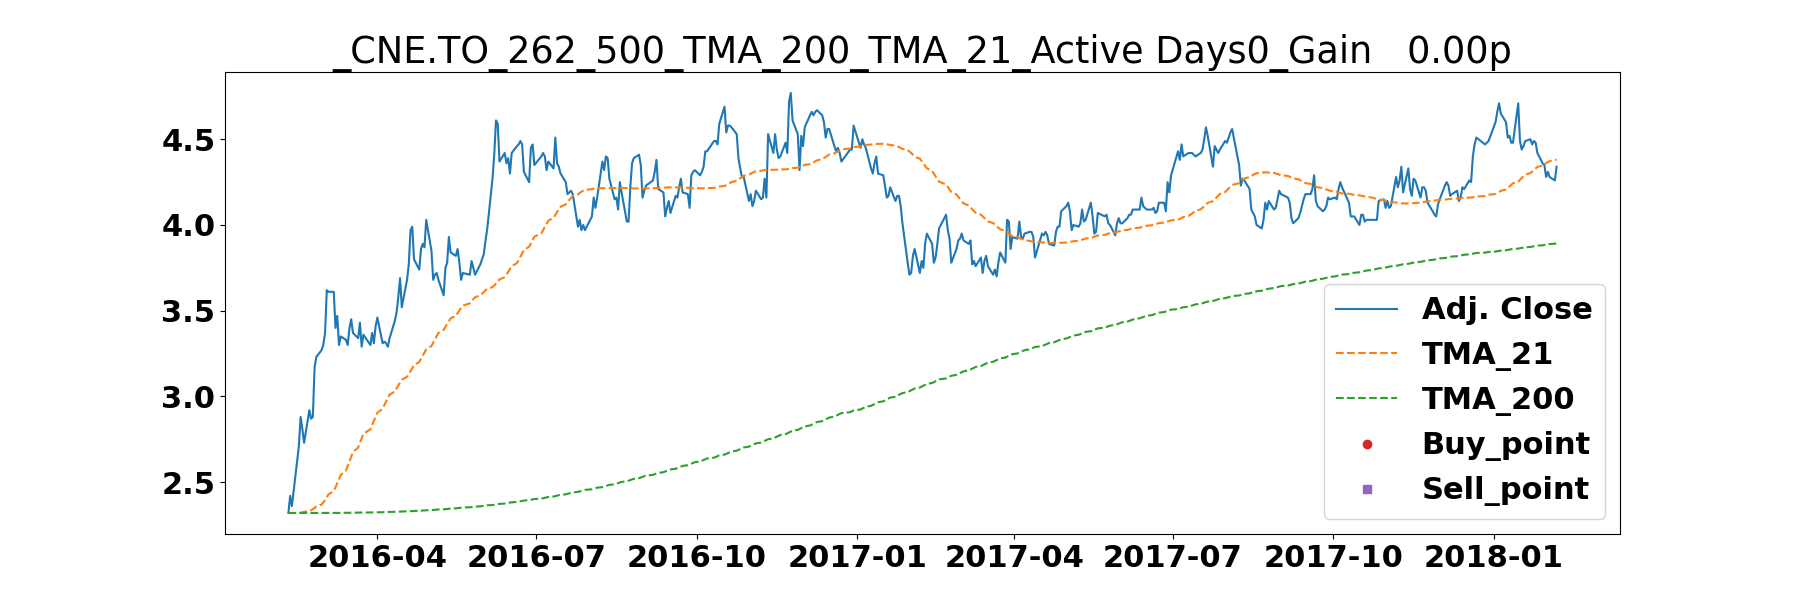 _CNE.TO_262_500_TMA_200_TMA_21_Active Days0_Gain   0.00p
4.5
4.0
3.5
3.0
2.5
Adj. Close
TMA_21
TMA_200
Buy_point
Sell_point
2016-04 2016-07 2016-10 2017-01 2017-04 2017-07 2017-10 2018-01